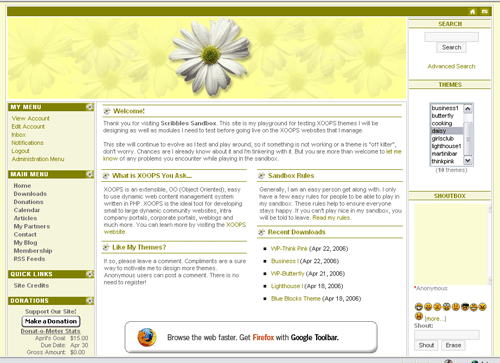 SEARCH
Search
Advanced Search
THEMES
business1
butterfly
cooking
daisy
girlsclub
lighthouse1
martinibar
thinkpink
(10 themes)
SHOUTBOX
*Anonymous
[more...]
Shout:
Shout
Erase
MY MENU
View Account
Edit Account
Inbox
Notifications
Logout
Administration Menu
MAIN MENU
Home
Downloads
Donations
Calendar
Articles
My Partners
Contact
My Blog
Membership
RSS Feeds
QUICK LINKS
Site Credits
DONATIONS
Support Our Site!
Make a Donation
Donat-o-Meter Stats
April's Goal: $15.00
Due Date: Apr 30
Gross Amount: $0.00
Welcome!
Thank you for visiting Scribbles Sandbox. This site is my playground for testing XOOPS themes I will be
designing as well as modules I need to test before going live on the XOOPS websites that I manage.
This site will continue to evolve as I test and play around, so if something is not working or a theme is "off kilter",
don't worry. Chances are I already know about it and I'm tinkering with it. But you are more than welcome to let me
know of any problems you encounter while playing in the sandbox.
What is XOOPS You Ask...
XOOPS is an extensible, OO (Object Oriented), easy
to use dynamic web content management system
written in PHP. XOOPS is the ideal tool for developing
small to large dynamic community websites, intra
company portals, corporate portals, weblogs and
much more. You can learn more by visiting the XOOPS
website.
Like My Themes?
If so, please leave a comment. Compliments are a sure
way to motivate me to design more themes.
Anonymous users can post a comment. There is no
need to register!
Sandbox Rules
Generally, I am an easy person get along with. I only
have a few easy rules for people to be able to play in
my sandbox. These rules help to ensure everyone
stays happy. If you can't play nice in my sandbox, you
will be told to leave. Read my rules.
Recent Downloads
WP-Think Pink (Apr 22, 2006)
Business I (Apr 22, 2006)
WP-Butterfly (Apr 21, 2006)
Lighthouse I (Apr 18, 2006)
Blue Blocks Theme (Apr 18, 2006)
Browse the web faster. Get Firefox with Google Toolbar.